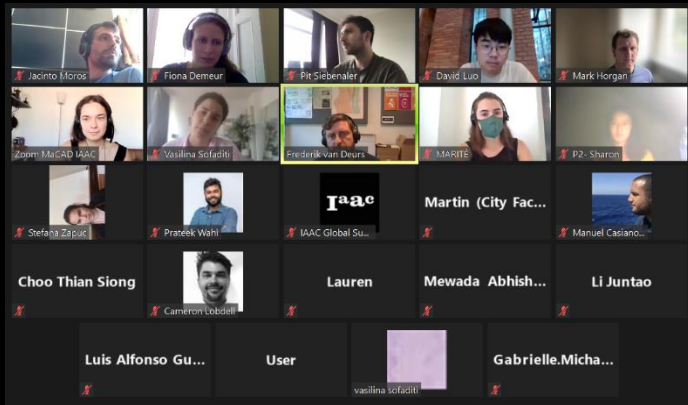 Jacinto Moros
Fiona Demeur
Pit Siebenaler
David Luo
Mark Horgan
Zoom MaCAD IAAC
Vasilina Sofaditi
Frederik van Deurs
MARITE
P2- Sharon
Stefana Zapuc
Prateek Wahi
Iaac
IAAC Global Su...
Martin (City Fac...
Manuel Casiano...
Choo Thian Siong
Cameron Lobdell
Lauren
Mewada Abhish...
Li Juntao
Luis Alfonso Gu...
User
vasilina sofaditi
Gabrielle.Micha...